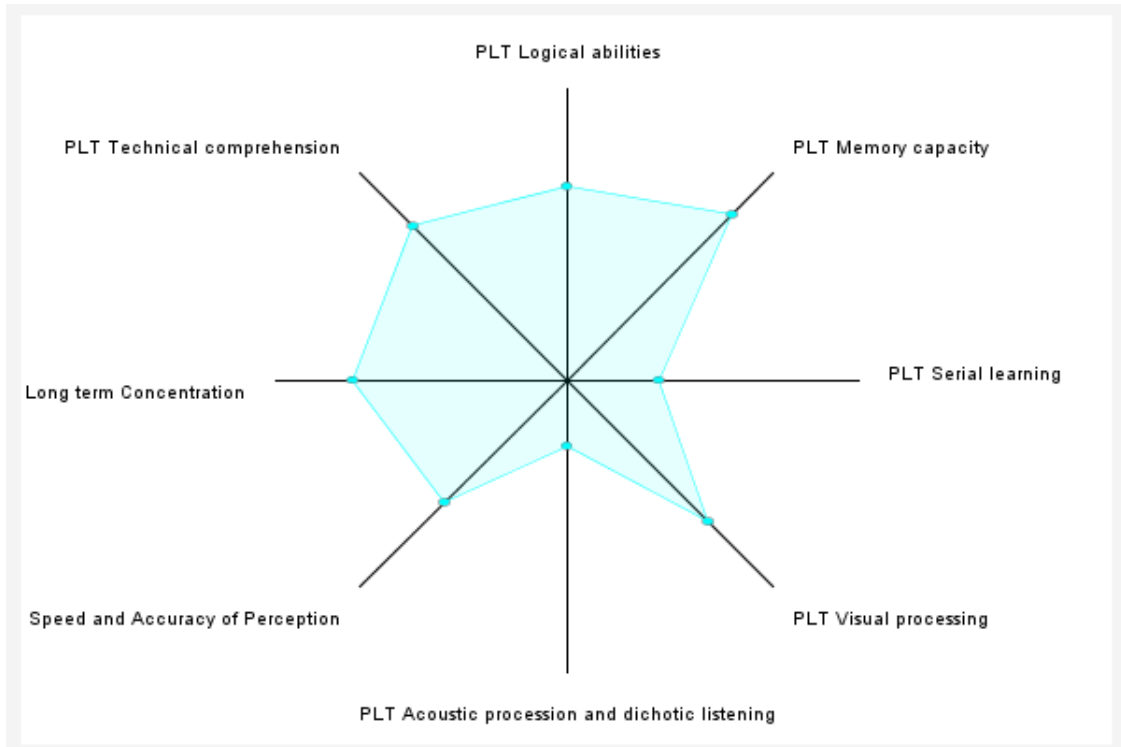 PLT Logical abilities
PLT Technical comprehension
PLT Memory capacity
PLT Serial learning
Long term Concentration
Speed and Accuracy of Perception
PLT Visual processing
PLT Acoustic procession and dichotic listening